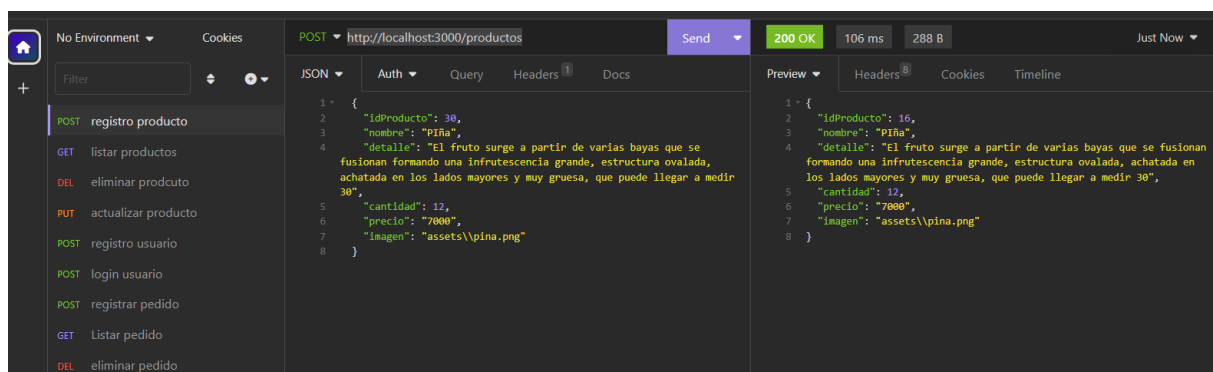 No Environment
Cookies
POST http://localhost:3000/productos
Send
200 OK
106 ms
288 B
Just Now
Filter
JSON
Auth
Query
Headers 1
Docs
Preview
Headers 8
Cookies
Timeline
POST registro producto
GET listar productos
DEL eliminar prodcuto
PUT actualizar producto
POST registro usuario
POST login usuario
POST registrar pedido
GET Listar pedido
DEL eliminar pedido
1 {
2 "idProducto": 30,
3 "nombre": "PIña",
4 "detalle": "El fruto surge a partir de varias bayas que se
fusionan formando una infrutescencia grande, estructura ovalada,
achatada en los lados mayores y muy gruesa, que puede llegar a medir
30",
5 "cantidad": 12,
6 "precio": "7000",
7 "imagen": "assets\\pina.png"
8 }
1 {
2 "idProducto": 16,
3 "nombre": "PIña",
4 "detalle": "El fruto surge a partir de varias bayas que se fusionan
formando una infrutescencia grande, estructura ovalada, achatada en
los lados mayores y muy gruesa, que puede llegar a medir 30",
5 "cantidad": 12,
6 "precio": "7000",
7 "imagen": "assets\\pina.png"
8 }